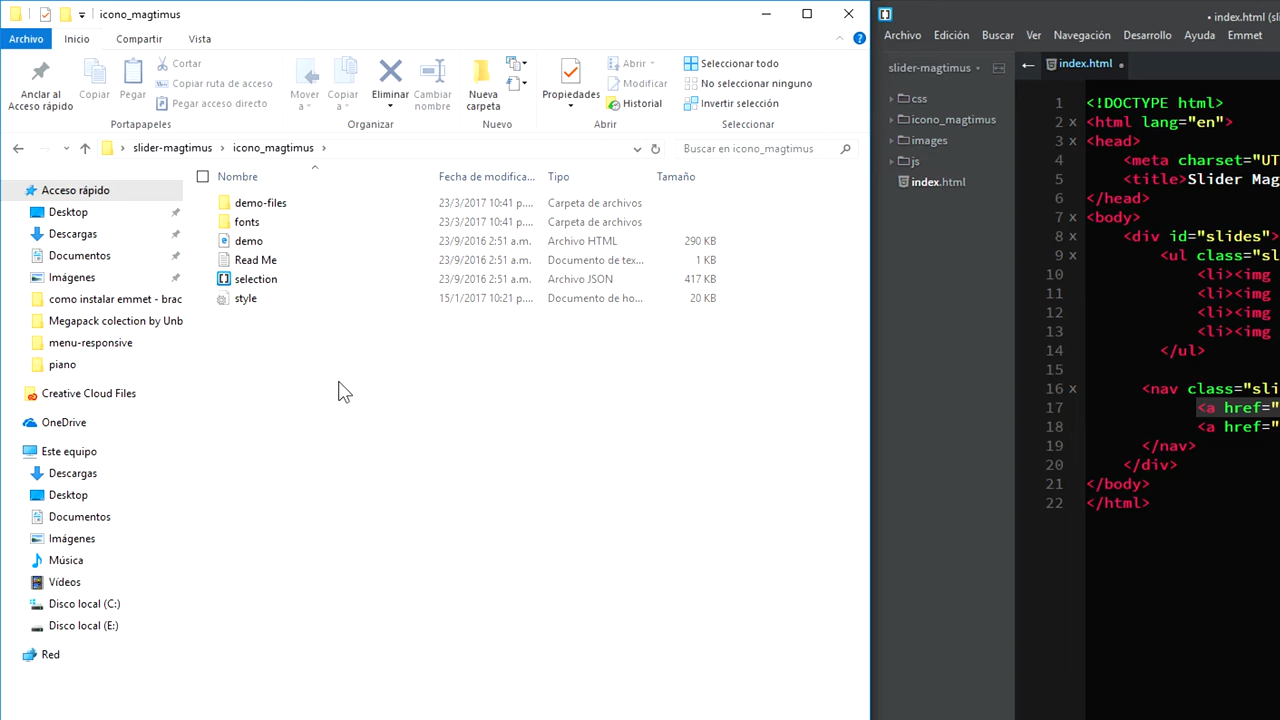 icono_magtimus
Archivo Inicio Compartir Vista
Anclar al Acceso rápido
Copiar
Pegar
Cortar
Copiar ruta de acceso
Pegar acceso directo
Portapapeles
Mover a
Copiar a
Eliminar
Cambiar nombre
Organizar
Nueva carpeta
Nuevo
Propiedades
Abrir
Modificar
Historial
Abrir
Seleccionar todo
No seleccionar ninguno
Invertir selección
Seleccionar
slider-magtimus > icono_magtimus >
Buscar en icono_magtimus
Nombre Fecha de modifica... Tipo Tamaño
demo-files 23/3/2017 10:41 p.... Carpeta de archivos
fonts 23/3/2017 10:41 p.... Carpeta de archivos
demo 23/9/2016 2:51 a.m. Archivo HTML 290 KB
Read Me 23/9/2016 2:51 a.m. Documento de tex... 1 KB
selection 23/9/2016 2:51 a.m. Archivo JSON 417 KB
style 15/1/2017 10:21 p.... Documento de ho... 20 KB
Acceso rápido
Desktop
Descargas
Documentos
Imágenes
como instalar emmet - brac
Megapack colection by Unb
menu-responsive
piano
Creative Cloud Files
OneDrive
Este equipo
Descargas
Desktop
Documentos
Imágenes
Música
Vídeos
Disco local (C:)
Disco local (E:)
Red
• index.html (sl
Archivo Edición Buscar Ver Navegación Desarrollo Ayuda Emmet
slider-magtimus
css
icono_magtimus
images
js
index.html
index.html •
1 <!DOCTYPE html>
2 x <html lang="en">
3 x <head>
4 <meta charset="UT
5 <title>Slider Mag
6 </head>
7 x <body>
8 x <div id="slides">
9 x <ul class="sl
10 <li><img
11 <li><img
12 <li><img
13 <li><img
14 </ul>
15
16 x <nav class="sli
17 <a href="
18 <a href="
19 </nav>
20 </div>
21 </body>
22 </html>